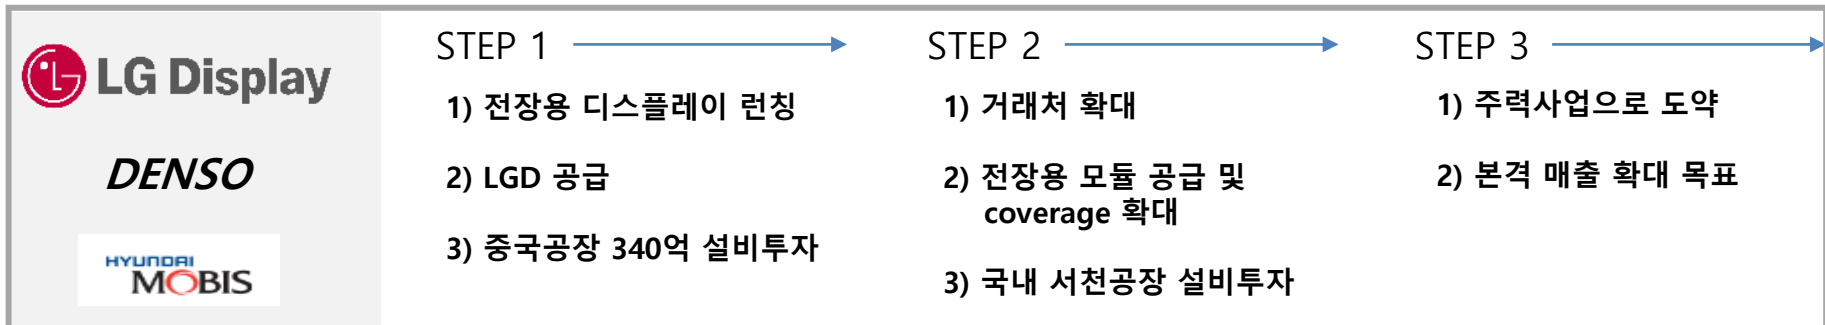 LG Display
DENSO
HYUNDAI
MOBIS
STEP 1
1) 전장용 디스플레이 런칭
2) LGD 공급
3) 중국공장 340억 설비투자
STEP 2
1) 거래처 확대
2) 전장용 모듈 공급 및
coverage 확대
3) 국내 서천공장 설비투자
STEP 3
1) 주력사업으로 도약
2) 본격 매출 확대 목표